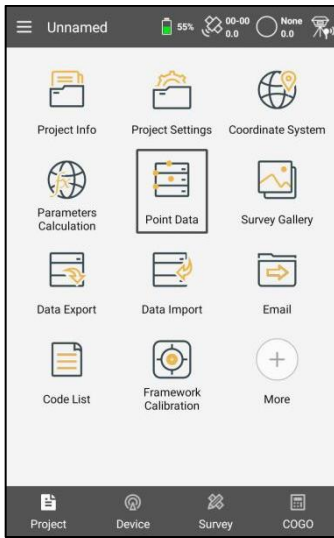 Unnamed 55% 00-00 0.0 None 0.0
Project Info Project Settings Coordinate System
Parameters Calculation Point Data Survey Gallery
Data Export Data Import Email
Code List Framework Calibration More
Project Device Survey COGO